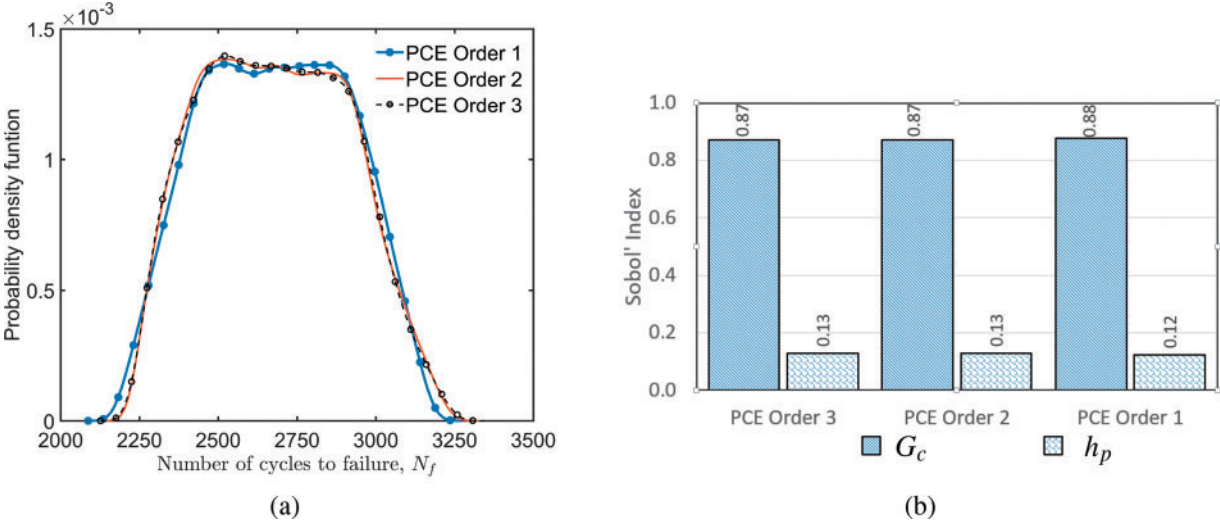 ×10⁻³
1.5
1
0.5
0
Probability density funtion
PCE Order 1
PCE Order 2
PCE Order 3
2000 2250 2500 2750 3000 3250 3500
Number of cycles to failure, N_f
(a)
1.0
0.8
0.6
0.4
0.2
0.0
Sobol' Index
0.87 0.13 0.87 0.13 0.88 0.12
PCE Order 3 PCE Order 2 PCE Order 1
G_c h_p
(b)